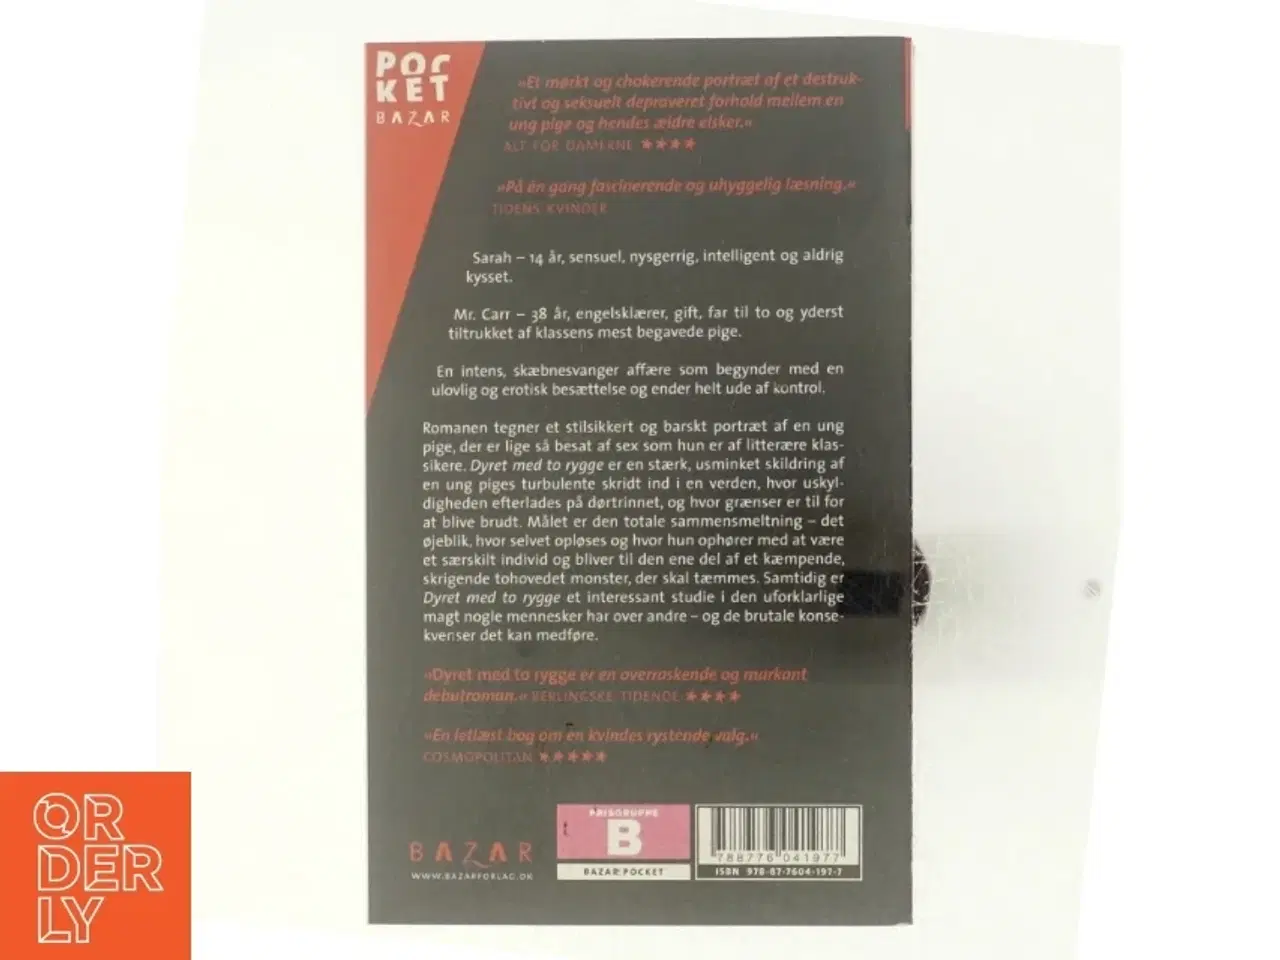 POCKET
BAZAR
»Et mørkt og chokerende portræt af et destruk-
tivt og seksuelt depraveret forhold mellem en
ung pige og hendes ældre elsker.«
ALT FOR DAMERNE ★★★★
»På én gang fascinerende og uhyggelig læsning.«
TIDENS KVINDER
Sarah – 14 år, sensuel, nysgerrig, intelligent og aldrig
kysset.
Mr. Carr – 38 år, engelsklærer, gift, far til to og yderst
tiltrukket af klassens mest begavede pige.
En intens, skæbnesvanger affære som begynder med en
ulovlig og erotisk besættelse og ender helt ude af kontrol.
Romanen tegner et stilsikkert og barskt portræt af en ung
pige, der er lige så besat af sex som hun er af litterære klas-
sikere. Dyret med to rygge er en stærk, usminket skildring af
en ung piges turbulente skridt ind i en verden, hvor uskyl-
digheden efterlades på dørtrinnet, og hvor grænser er til for
at blive brudt. Målet er den totale sammensmeltning – det
øjeblik, hvor selvet opløses og hvor hun ophører med at være
et særskilt individ og bliver til den ene del af et kæmpende,
skrigende tohovedet monster, der skal tæmmes. Samtidig er
Dyret med to rygge et interessant studie i den uforklarlige
magt nogle mennesker har over andre – og de brutale konse-
kvenser det kan medføre.
»Dyret med to rygge er en overraskende og markant
debutroman.« BERLINGSKE TIDENDE ★★★★
»En letlæst bog om en kvindes rystende valg.«
COSMOPOLITAN ★★★★★
BAZAR
WWW.BAZARFORLAG.DK
PRISGRUPPE
B
BAZAR POCKET
788776 041977
ISBN 978-87-7604-197-7
ORDERLY